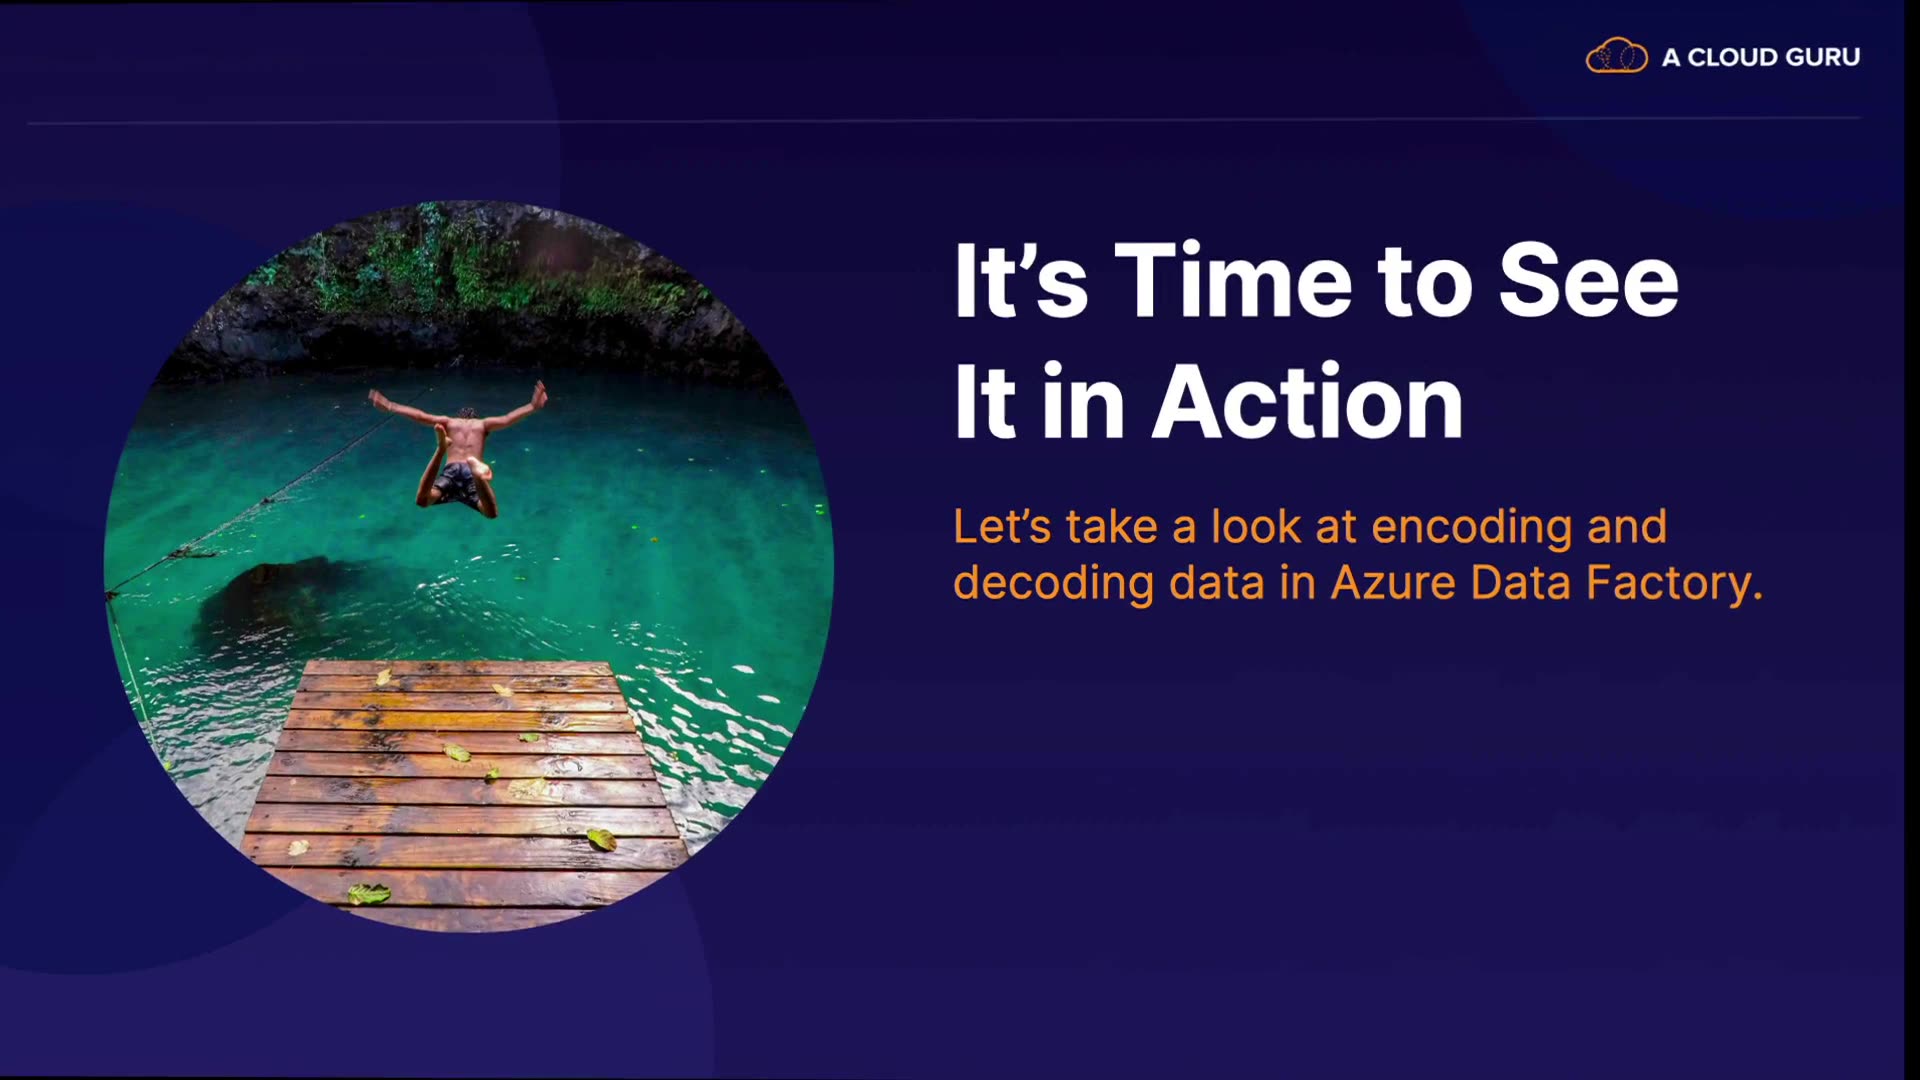 A CLOUD GURU
It’s Time to See
It in Action
Let’s take a look at encoding and
decoding data in Azure Data Factory.